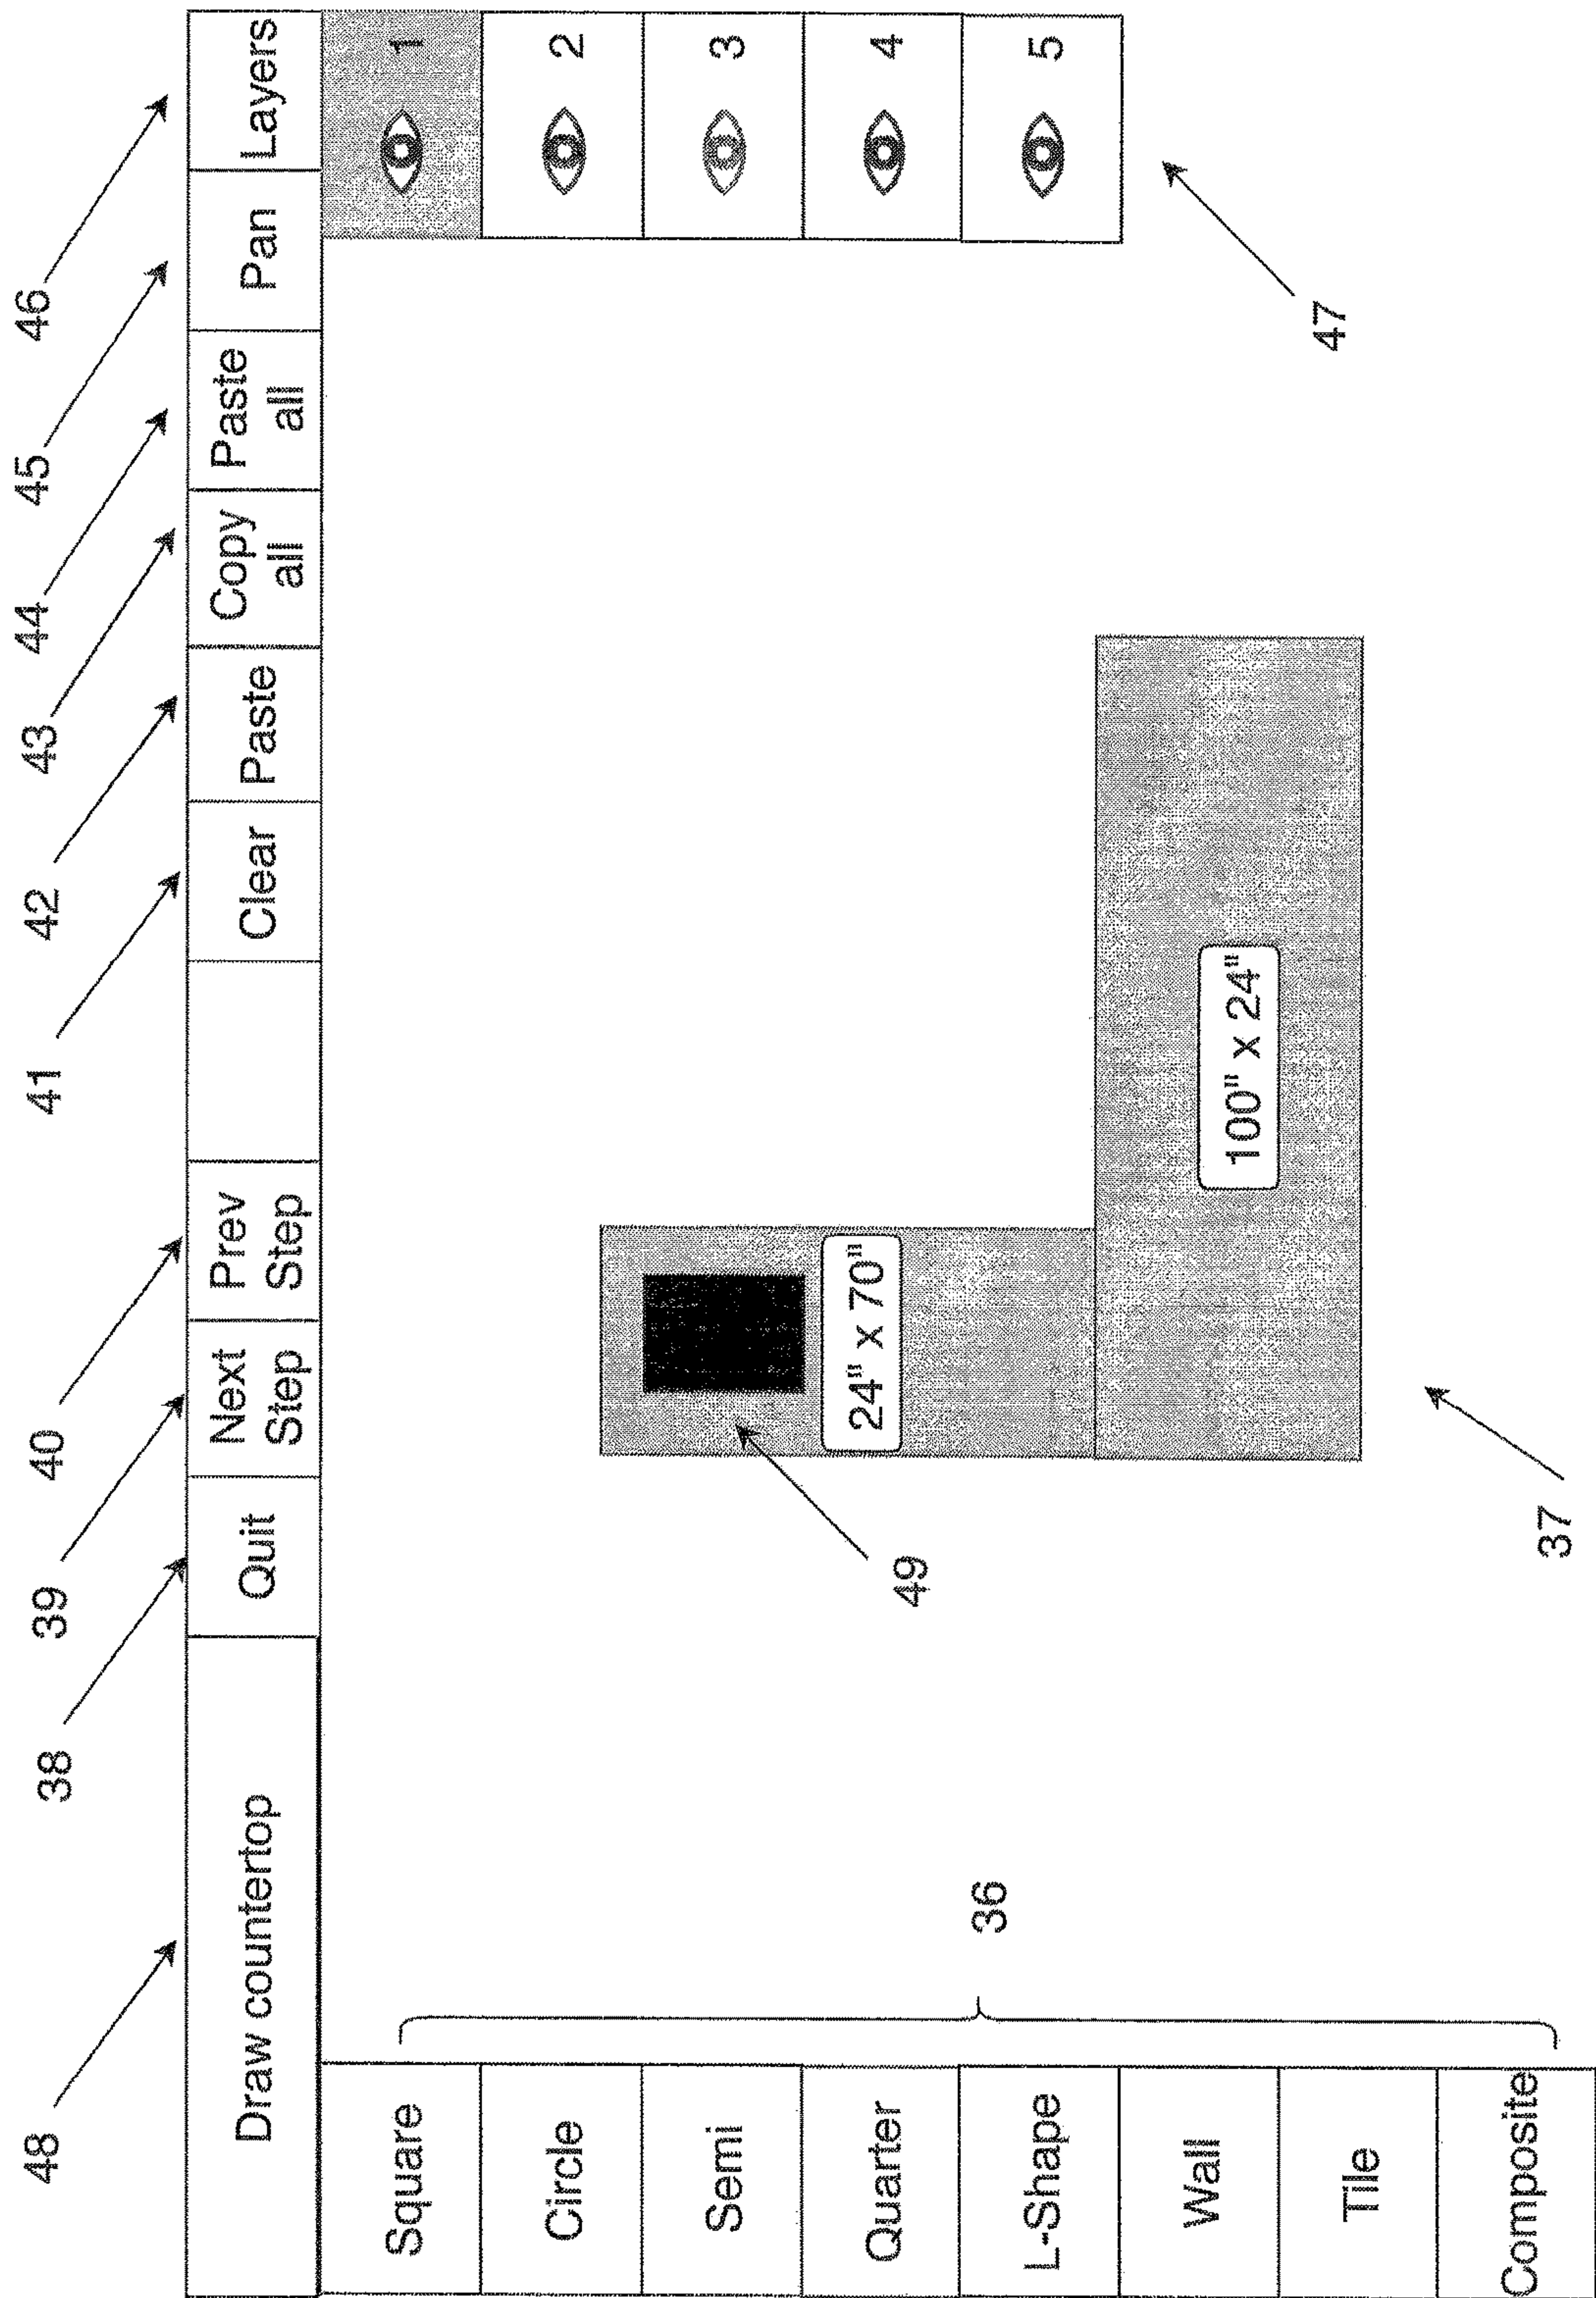 48
38
39
40
41
42
43
44
45
46
Draw countertop
Quit
Next
Step
Prev
Step
Clear
Paste
Copy
all
Paste
all
Pan
Layers
Square
Circle
Semi
Quarter
L-Shape
Wall
Tile
Composite
36
1
2
3
4
5
47
24" x 70"
49
100" x 24"
37